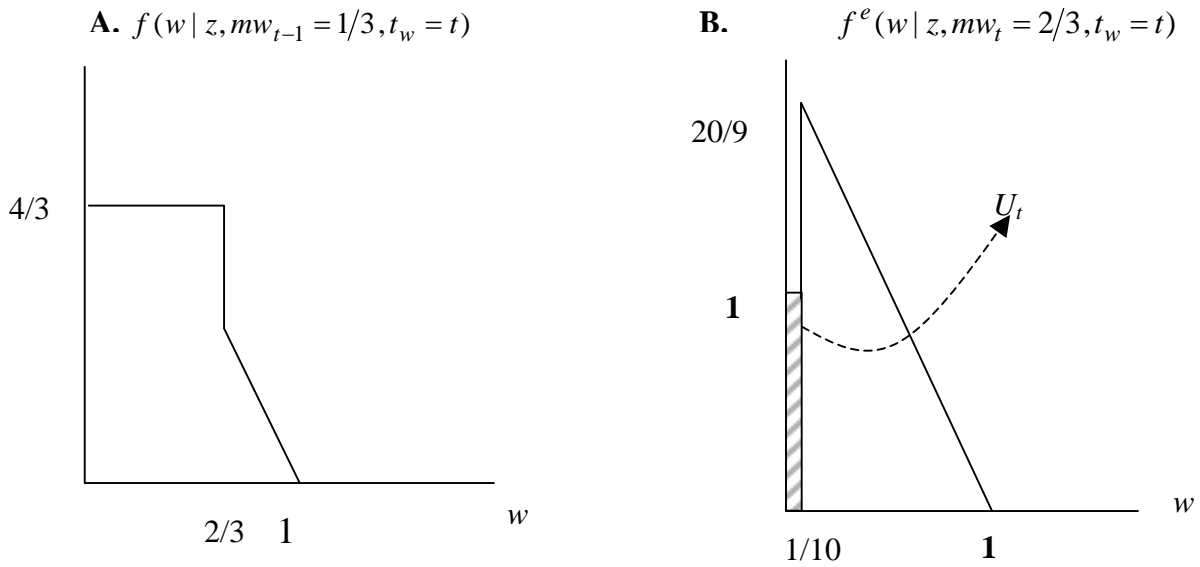 A. f(w | z, mw_{t−1} = 1/3, t_w = t)
4/3
2/3 1
w
B. f^e(w | z, mw_t = 2/3, t_w = t)
20/9
U_t
1
w
1/10 1